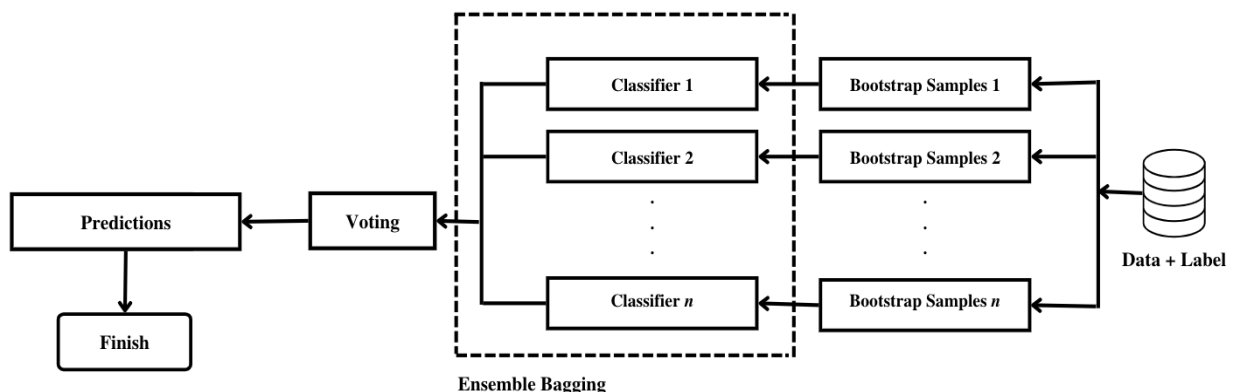 Classifier 1
Bootstrap Samples 1
Classifier 2
Bootstrap Samples 2
Predictions
Voting
Data + Label
Classifier n
Bootstrap Samples n
Finish
Ensemble Bagging